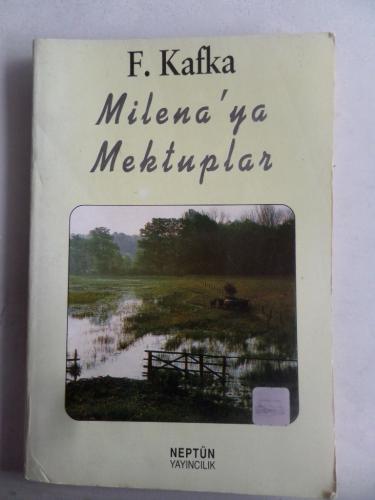 F. Kafka
Milena'ya
Mektuplar
NEPTÜN
YAYINCILIK